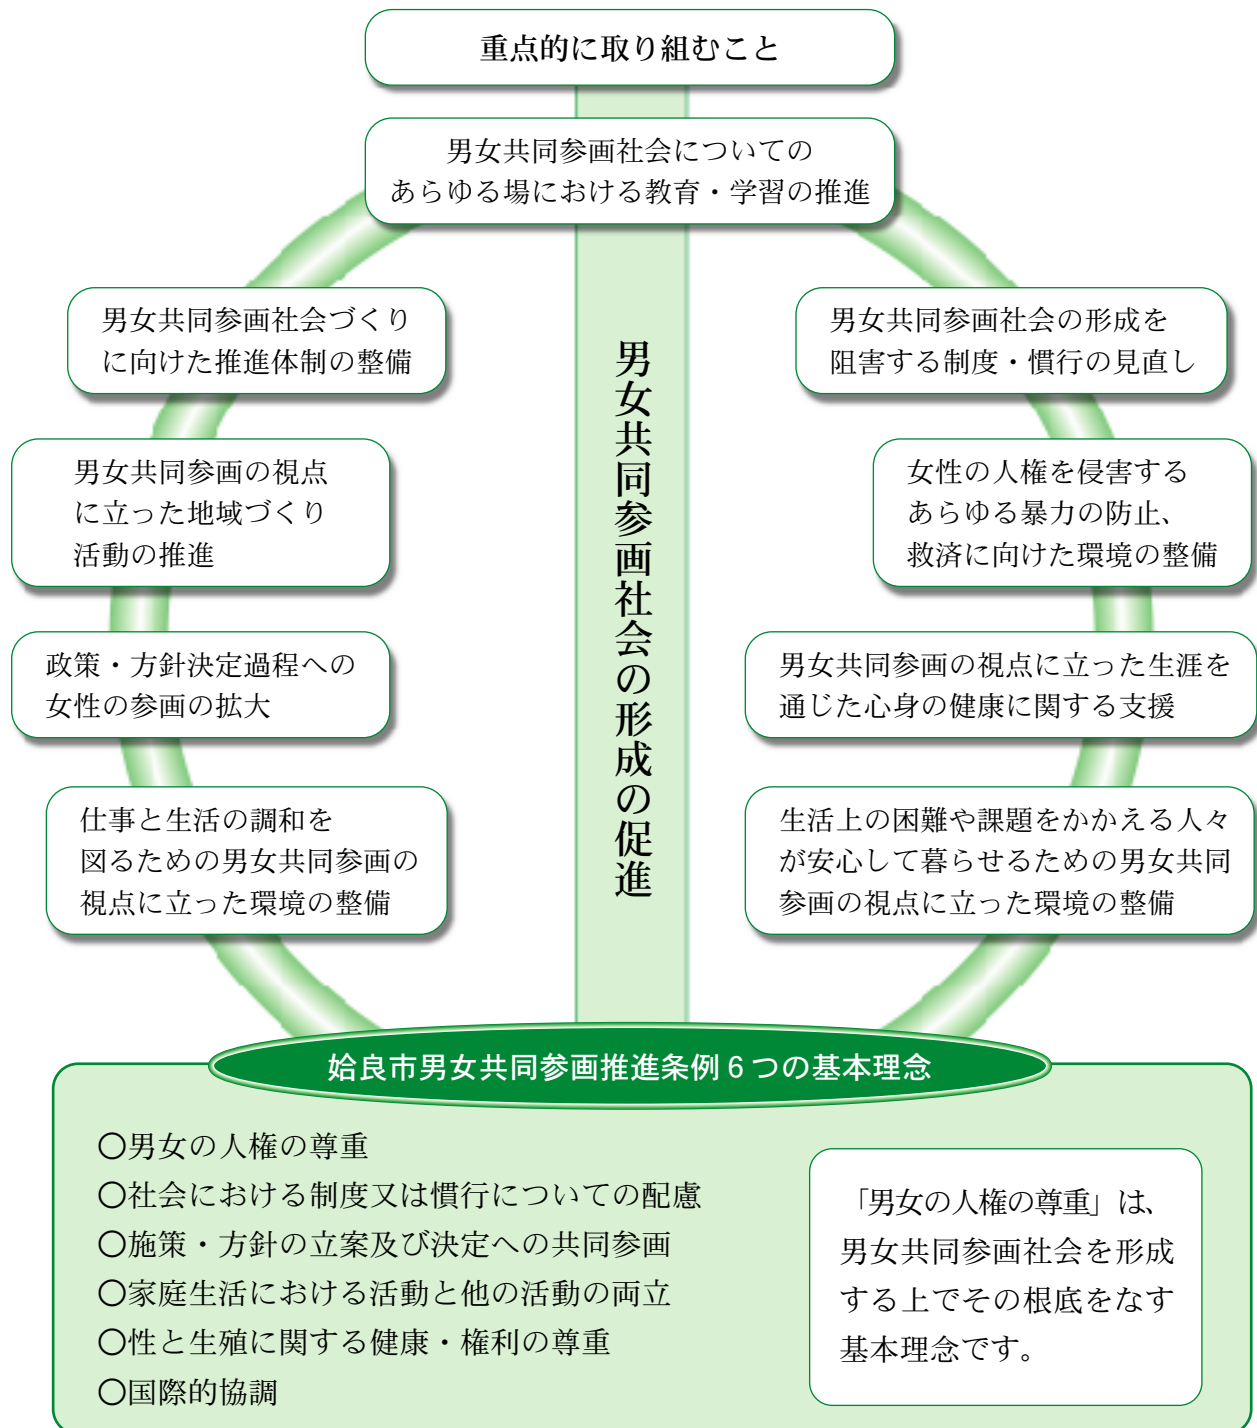 重点的に取り組むこと
男女共同参画社会についての
あらゆる場における教育・学習の推進
男女共同参画社会づくり
に向けた推進体制の整備
男女共同参画の視点
に立った地域づくり
活動の推進
政策・方針決定過程への
女性の参画の拡大
仕事と生活の調和を
図るための男女共同参画の
視点に立った環境の整備
男女共同参画社会の形成の促進
男女共同参画社会の形成を
阻害する制度・慣行の見直し
女性の人権を侵害する
あらゆる暴力の防止、
救済に向けた環境の整備
男女共同参画の視点に立った生涯を
通じた心身の健康に関する支援
生活上の困難や課題をかかえる人々
が安心して暮らせるための男女共同
参画の視点に立った環境の整備
姶良市男女共同参画推進条例６つの基本理念
〇男女の人権の尊重
〇社会における制度又は慣行についての配慮
〇施策・方針の立案及び決定への共同参画
〇家庭生活における活動と他の活動の両立
〇性と生殖に関する健康・権利の尊重
〇国際的協調
「男女の人権の尊重」は、
男女共同参画社会を形成
する上でその根底をなす
基本理念です。